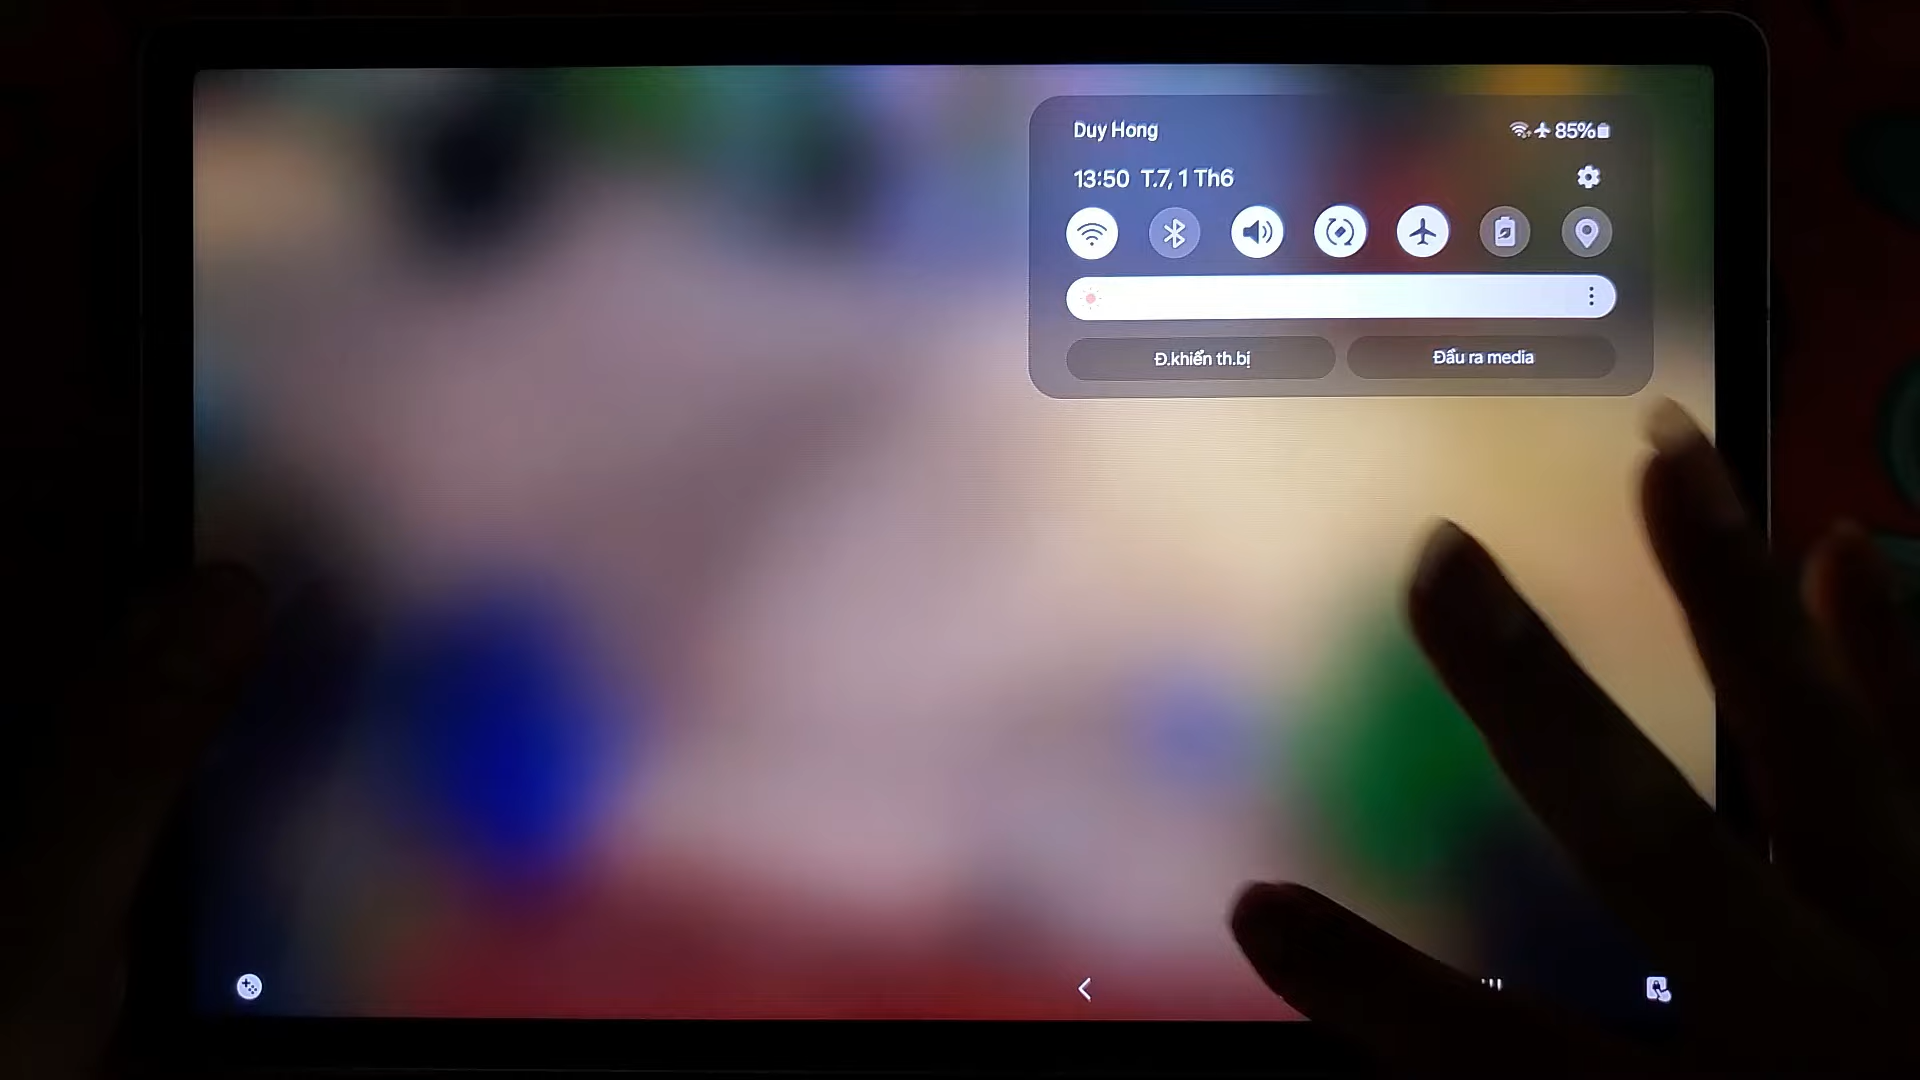 Duy Hong
85%
13:50 T.7, 1 Th6
Đ.khiển th.bị
Đầu ra media